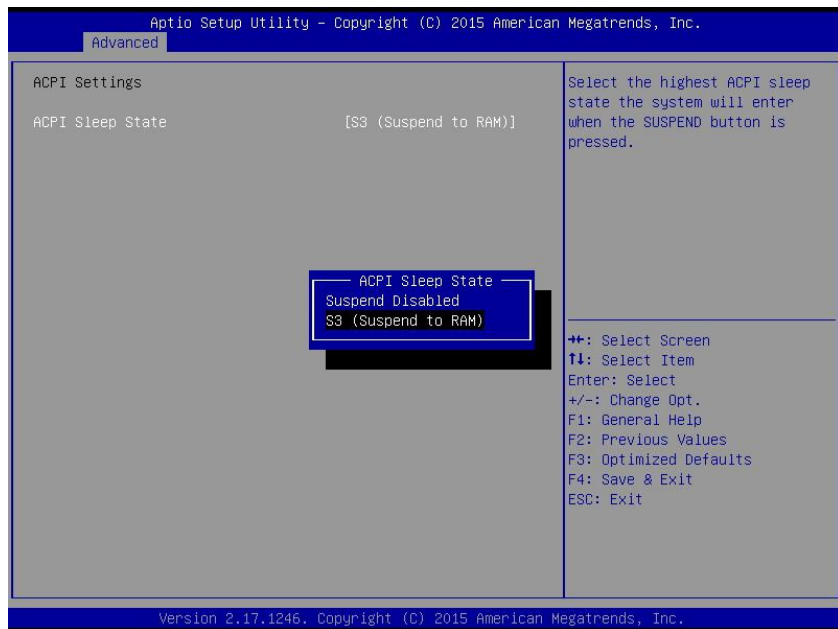 Aptio Setup Utility – Copyright (C) 2015 American Megatrends, Inc.
Advanced
ACPI Settings
ACPI Sleep State [S3 (Suspend to RAM)]
ACPI Sleep State
Suspend Disabled
S3 (Suspend to RAM)
Select the highest ACPI sleep
state the system will enter
when the SUSPEND button is
pressed.
→←: Select Screen
↑↓: Select Item
Enter: Select
+/-: Change Opt.
F1: General Help
F2: Previous Values
F3: Optimized Defaults
F4: Save & Exit
ESC: Exit
Version 2.17.1246. Copyright (C) 2015 American Megatrends, Inc.